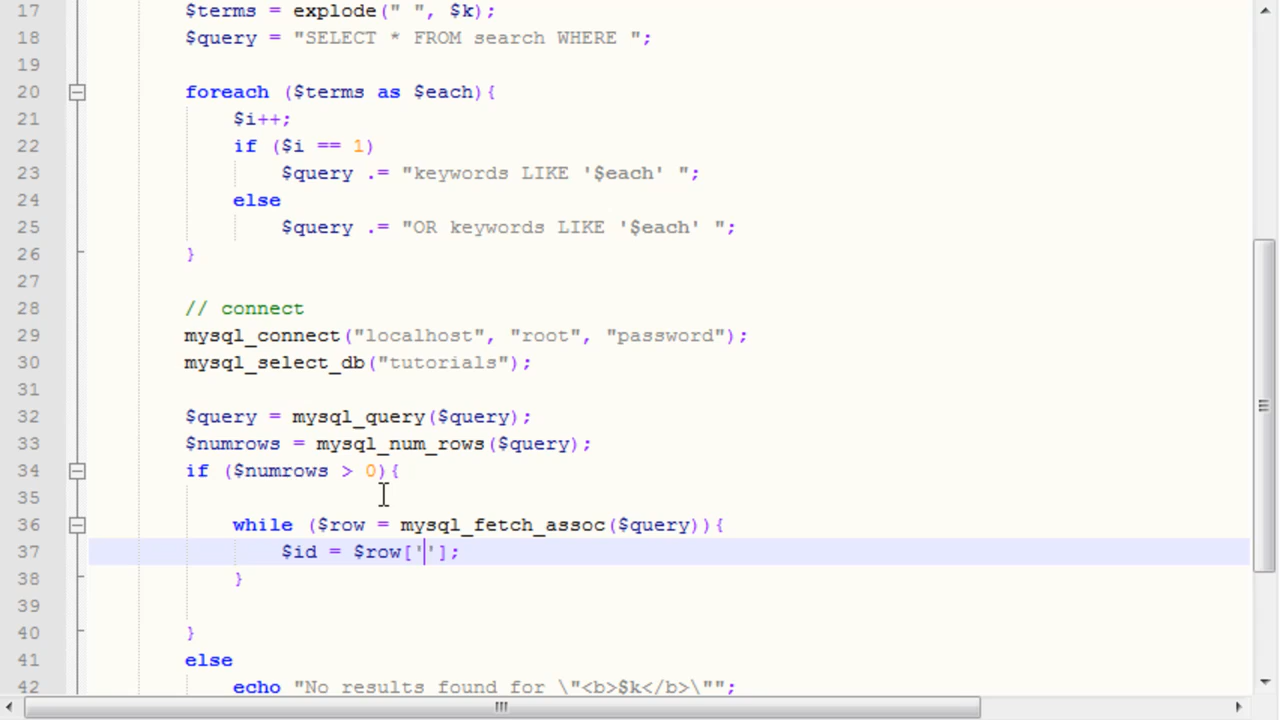 17 $terms = explode(" ", $k);
18 $query = "SELECT * FROM search WHERE ";
19
20 foreach ($terms as $each){
21 $i++;
22 if ($i == 1)
23 $query .= "keywords LIKE '$each' ";
24 else
25 $query .= "OR keywords LIKE '$each' ";
26 }
27
28 // connect
29 mysql_connect("localhost", "root", "password");
30 mysql_select_db("tutorials");
31
32 $query = mysql_query($query);
33 $numrows = mysql_num_rows($query);
34 if ($numrows > 0){
35
36 while ($row = mysql_fetch_assoc($query)){
37 $id = $row[''];
38 }
39
40 }
41 else
42 echo "No results found for \"<b>$k</b>\"";